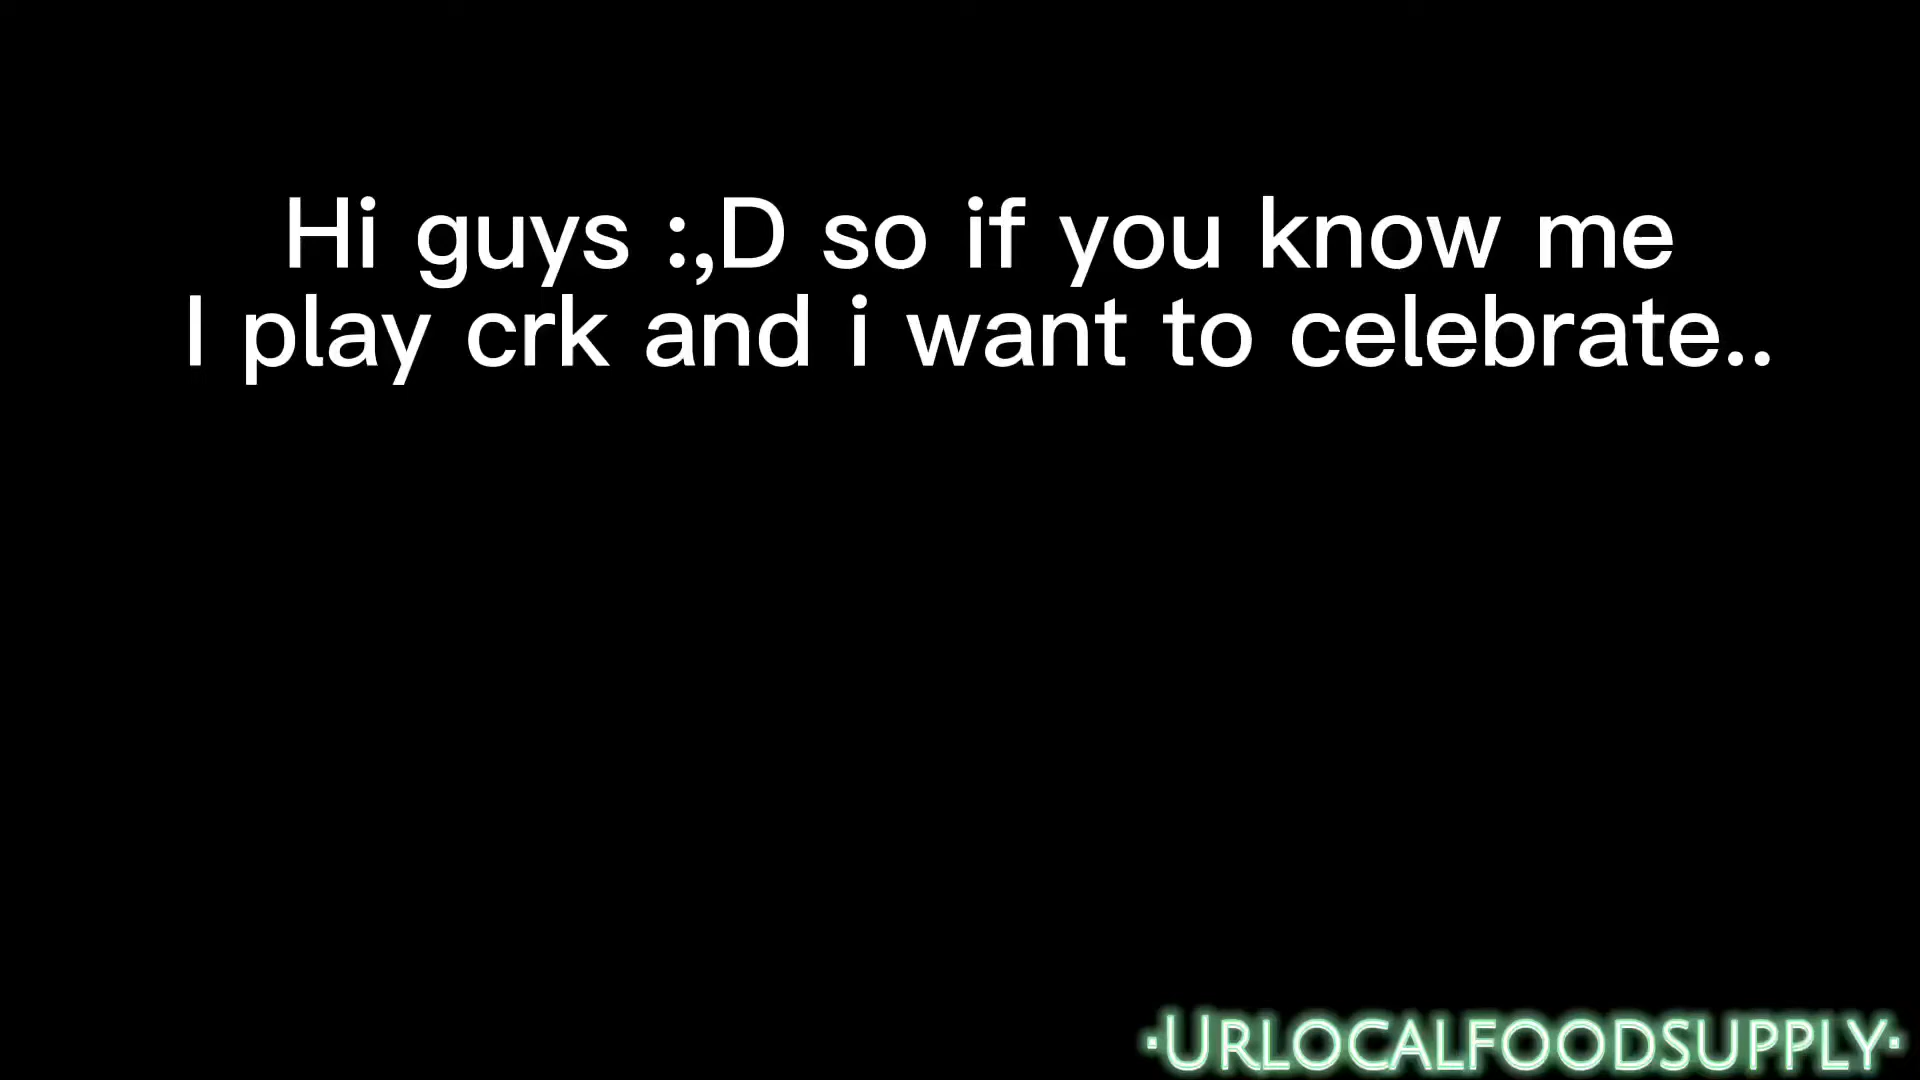 Hi guys :,D so if you know me
I play crk and i want to celebrate..
·URLOCALFOODSUPPLY·